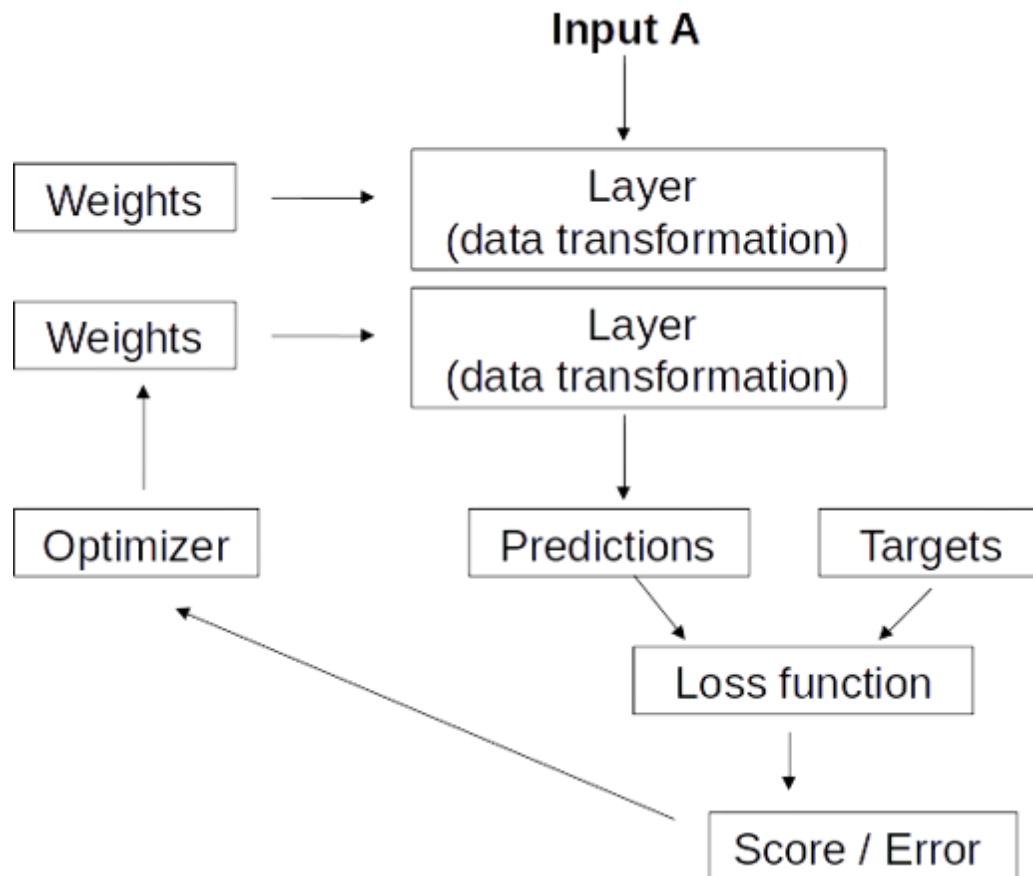 Input A
Weights
Layer
(data transformation)
Weights
Layer
(data transformation)
Optimizer
Predictions
Targets
Loss function
Score / Error